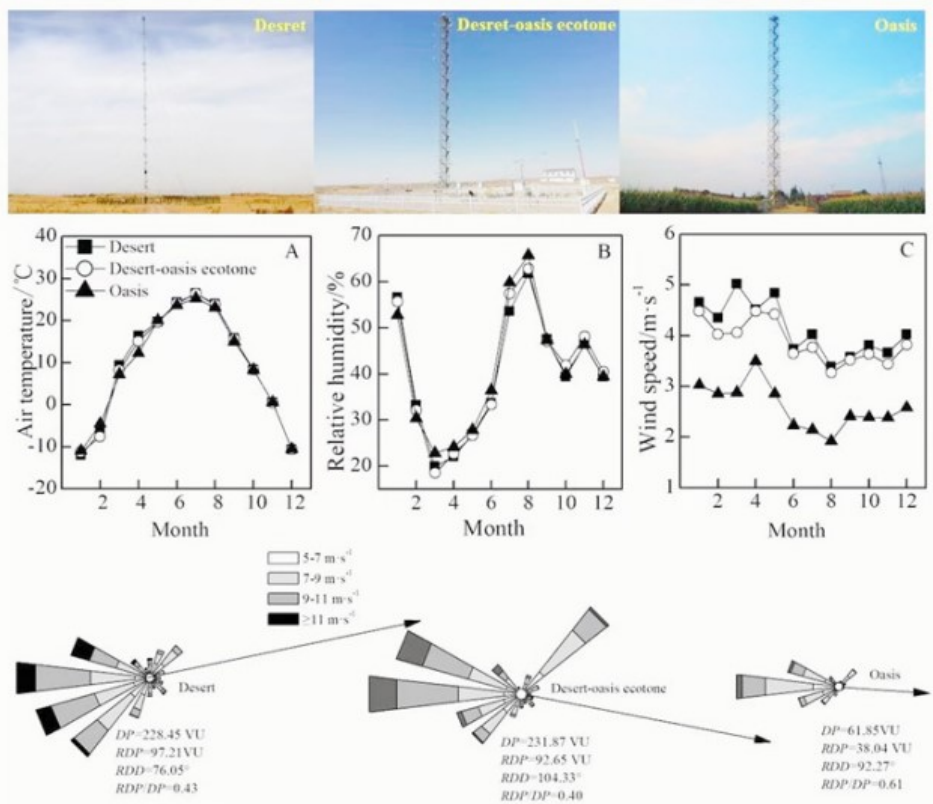 Desret
Desret-oasis ecotone
Oasis
A
Air temperature/°C
40
30
20
10
0
-10
-20
Desert
Desert-oasis ecotone
Oasis
2 4 6 8 10 12
Month
B
Relative humidity/%
70
60
50
40
30
20
0 2 4 6 8 10 12
Month
C
Wind speed/m·s⁻¹
6
5
4
3
2
1
0 2 4 6 8 10 12
Month
5-7 m·s⁻¹
7-9 m·s⁻¹
9-11 m·s⁻¹
≥11 m·s⁻¹
Desert
DP=228.45 VU
RDP=97.21VU
RDD=76.05°
RDP/DP=0.43
Desert-oasis ecotone
DP=231.87 VU
RDP=92.65 VU
RDD=104.33°
RDP/DP=0.40
Oasis
DP=61.85VU
RDP=38.04 VU
RDD=92.27°
RDP/DP=0.61